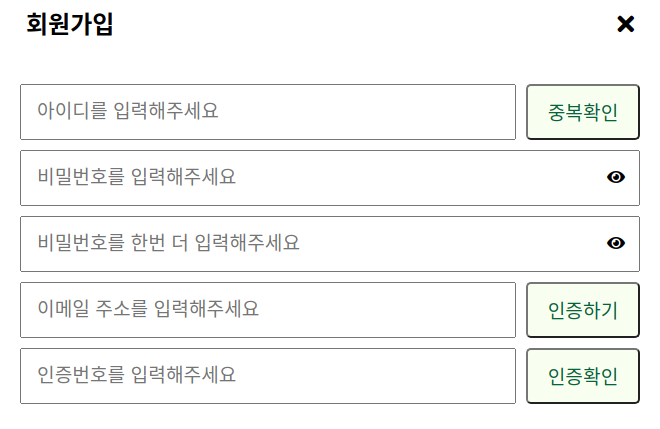 회원가입
아이디를 입력해주세요 중복확인
비밀번호를 입력해주세요
비밀번호를 한번 더 입력해주세요
이메일 주소를 입력해주세요 인증하기
인증번호를 입력해주세요 인증확인